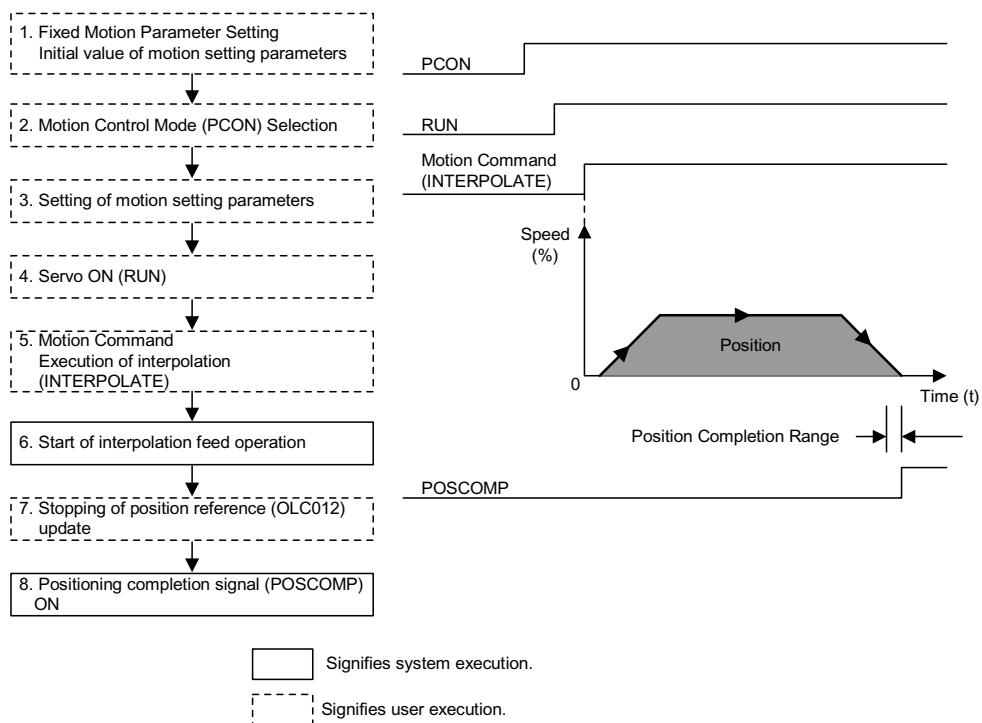 1. Fixed Motion Parameter Setting
Initial value of motion setting parameters
2. Motion Control Mode (PCON) Selection
3. Setting of motion setting parameters
4. Servo ON (RUN)
5. Motion Command
Execution of interpolation
(INTERPOLATE)
6. Start of interpolation feed operation
7. Stopping of position reference (OLC012)
update
8. Positioning completion signal (POSCOMP)
ON
PCON
RUN
Motion Command
(INTERPOLATE)
Speed
(%)
Position
0
Time (t)
Position Completion Range
POSCOMP
Signifies system execution.
Signifies user execution.